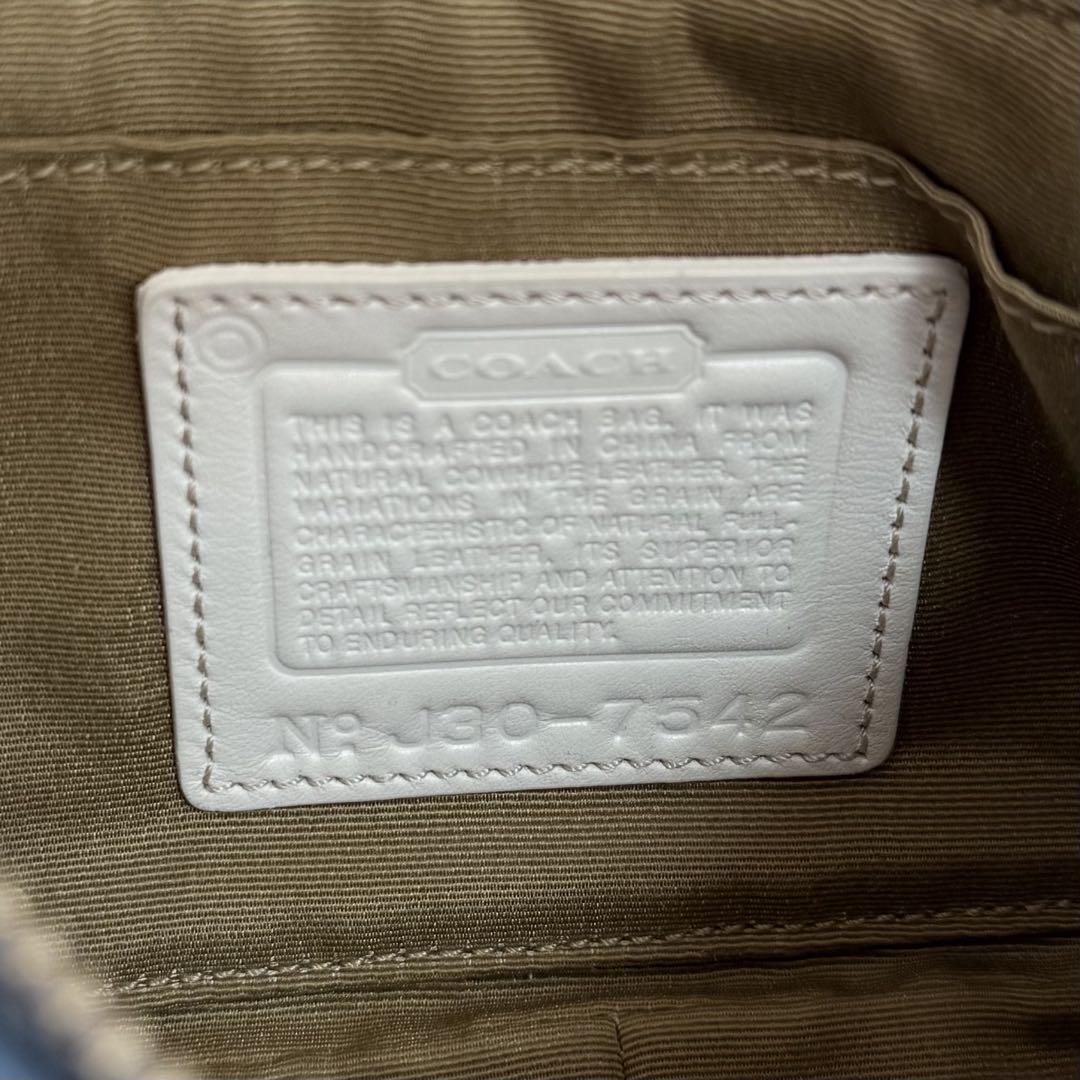 COACH
THIS IS A COACH BAG. IT WAS
HANDCRAFTED IN CHINA FROM
NATURAL COWHIDE LEATHER. THE
VARIATIONS IN THE GRAIN ARE
CHARACTERISTIC OF NATURAL FULL-
GRAIN LEATHER. ITS SUPERIOR
CRAFTSMANSHIP AND ATTENTION TO
DETAIL REFLECT OUR COMMITMENT
TO ENDURING QUALITY.
No. J30-7542